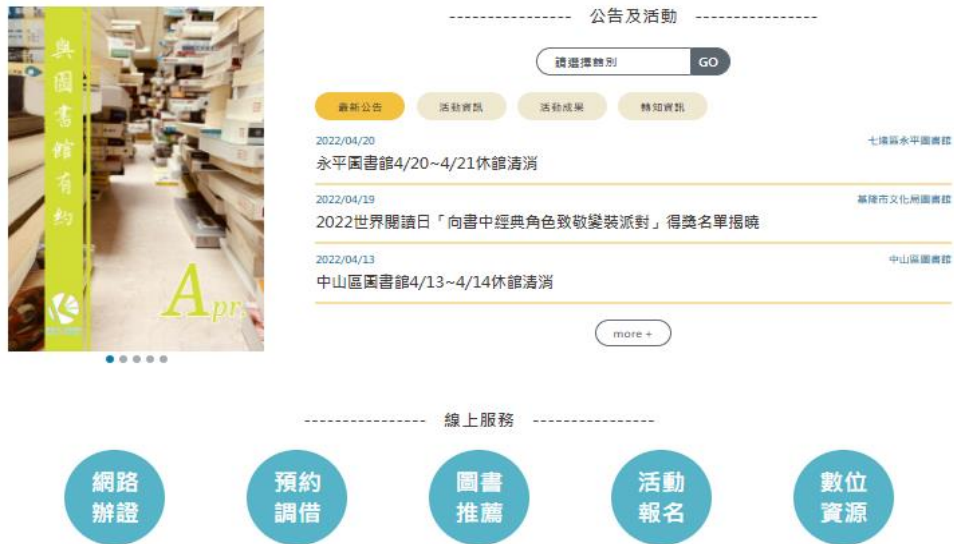 與圖書館有約
Apr.
---------------- 公告及活動 ----------------
請選擇館別
GO
最新公告 活動資訊 活動成果 轉知資訊
2022/04/20 七堵區永平圖書館
永平圖書館4/20~4/21休館清消
2022/04/19 基隆市文化局圖書館
2022世界閱讀日「向書中經典角色致敬變裝派對」得獎名單揭曉
2022/04/13 中山區圖書館
中山區圖書館4/13~4/14休館清消
more +
---------------- 線上服務 ----------------
網路辦證
預約調借
圖書推薦
活動報名
數位資源